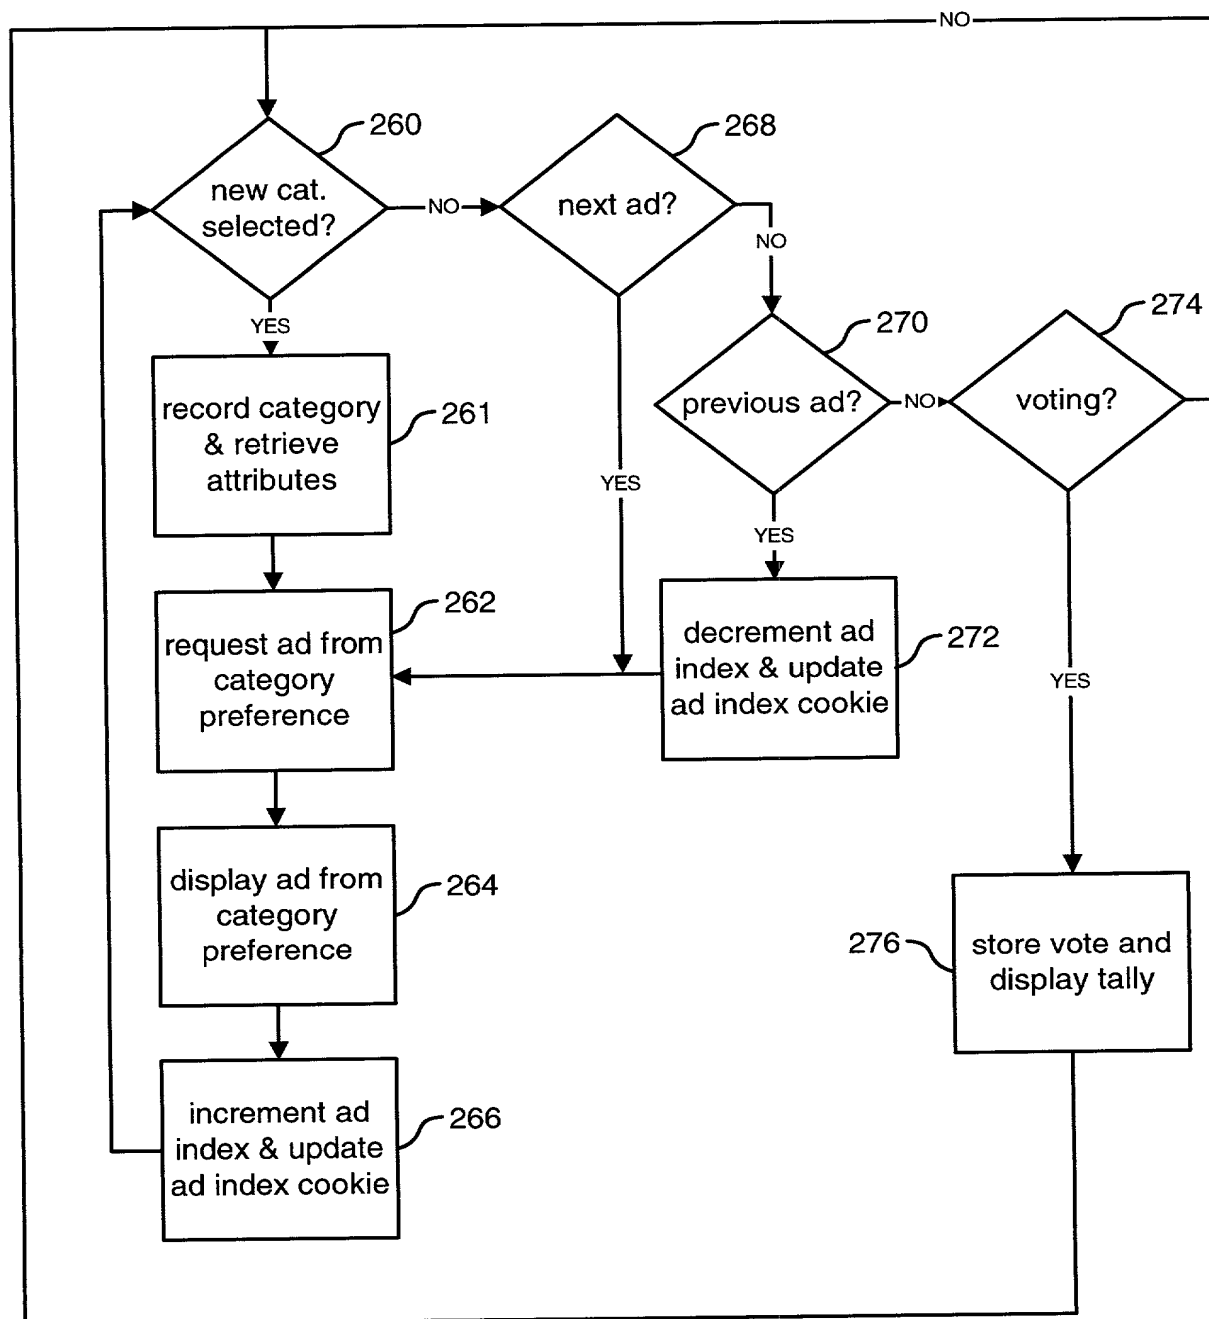 NO
260
new cat.
selected?
NO
268
next ad?
NO
YES
270
previous ad?
NO
274
voting?
record category
& retrieve
attributes
261
YES
YES
262
request ad from
category
preference
decrement ad
index & update
ad index cookie
272
YES
display ad from
category
preference
264
276
store vote and
display tally
increment ad
index & update
ad index cookie
266